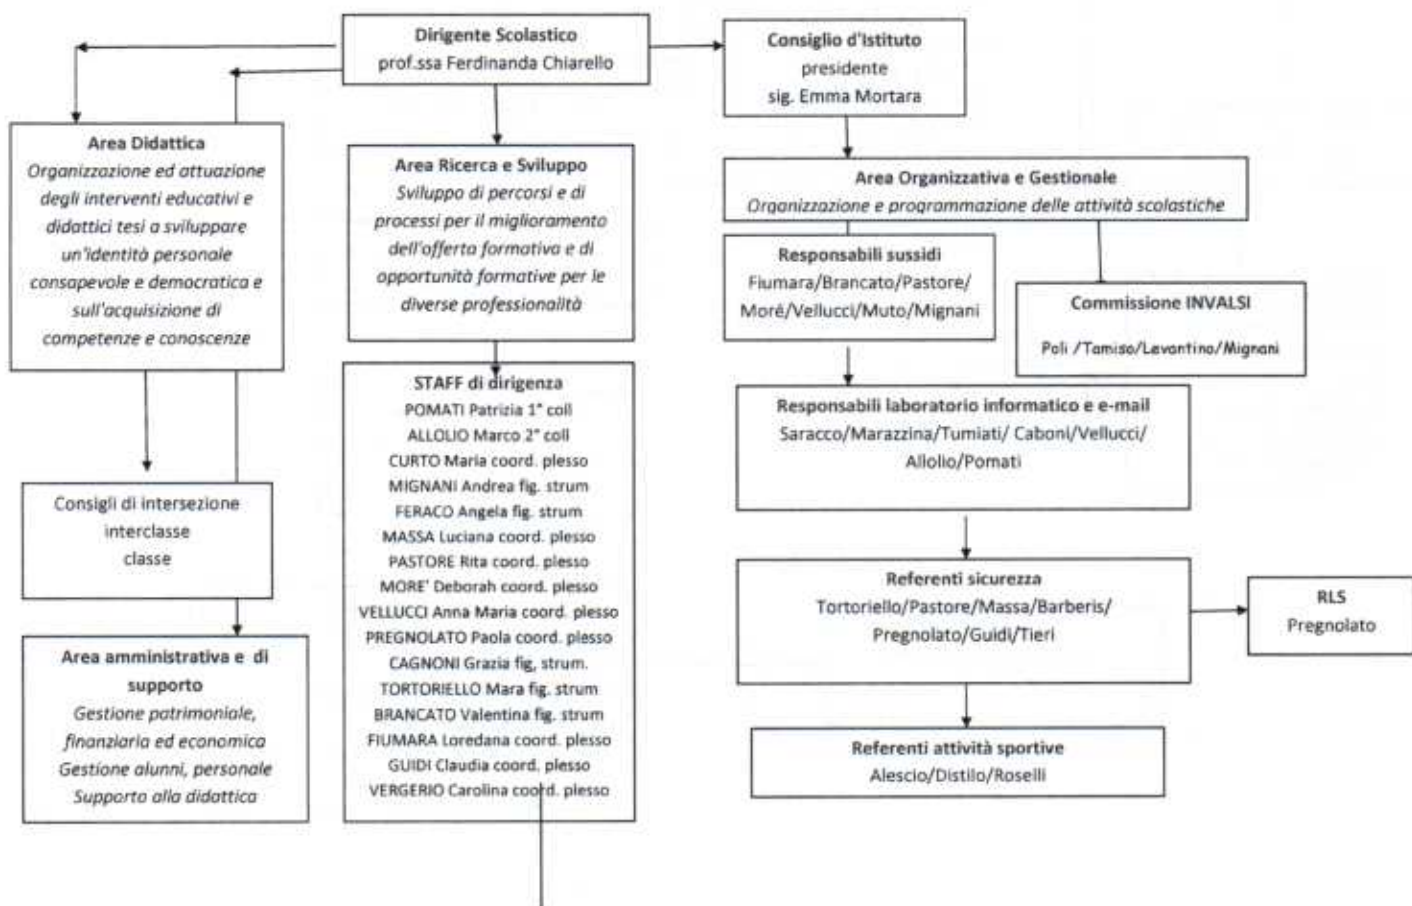 Dirigente Scolastico
prof.ssa Ferdinanda Chiarello
Consiglio d'Istituto
presidente
sig. Emma Mortara
Area Didattica
Organizzazione ed attuazione
degli interventi educativi e
didattici tesi a sviluppare
un'identità personale
consapevole e democratica e
sull'acquisizione di
competenze e conoscenze
Area Ricerca e Sviluppo
Sviluppo di percorsi e di
processi per il miglioramento
dell'offerta formativa e di
opportunità formative per le
diverse professionalità
Area Organizzativa e Gestionale
Organizzazione e programmazione delle attività scolastiche
Responsabili sussidi
Fiumara/Brancato/Pastore/
Moré/Vellucci/Muto/Mignani
Commissione INVALSI
Poli /Tamiso/Levantino/Mignani
STAFF di dirigenza
POMATI Patrizia 1° coll
ALLOLIO Marco 2° coll
CURTO Maria coord. plesso
MIGNANI Andrea fig. strum
FERACO Angela fig. strum
MASSA Luciana coord. plesso
PASTORE Rita coord. plesso
MORE' Deborah coord. plesso
VELLUCCI Anna Maria coord. plesso
PREGNOLATO Paola coord. plesso
CAGNONI Grazia fig, strum.
TORTORIELLO Mara fig. strum
BRANCATO Valentina fig. strum
FIUMARA Loredana coord. plesso
GUIDI Claudia coord. plesso
VERGERIO Carolina coord. plesso
Responsabili laboratorio informatico e e-mail
Saracco/Marazzina/Tumiati/ Caboni/Vellucci/
Allolio/Pomati
Consigli di intersezione
interclasse
classe
Referenti sicurezza
Tortoriello/Pastore/Massa/Barberis/
Pregnolato/Guidi/Tieri
RLS
Pregnolato
Area amministrativa e di
supporto
Gestione patrimoniale,
finanziaria ed economica
Gestione alunni, personale
Supporto alla didattica
Referenti attività sportive
Alescio/Distilo/Roselli